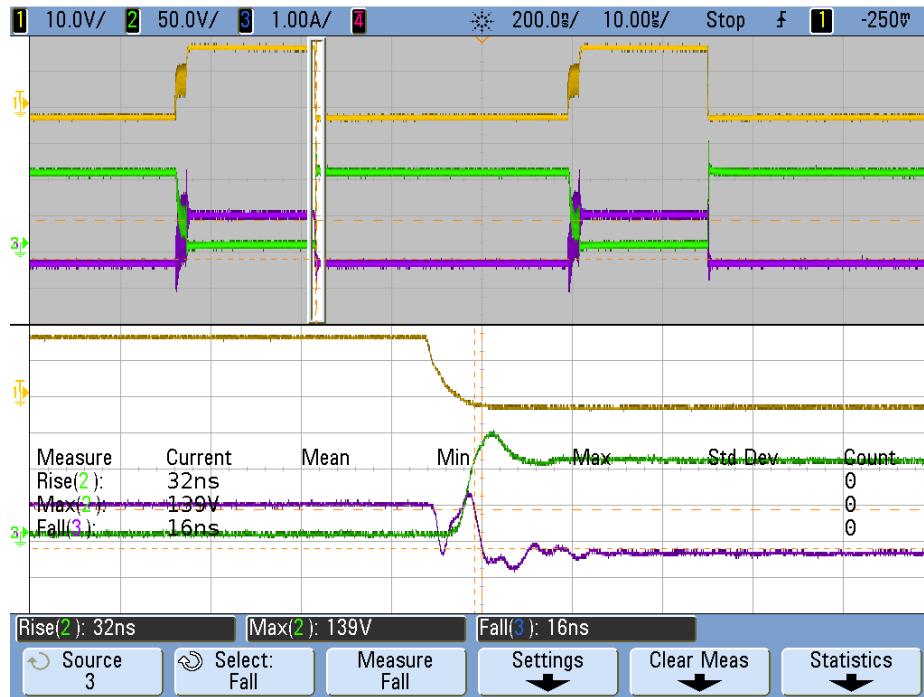 1 10.0V/ 2 50.0V/ 3 1.00A/ 4 200.0㎱/ 10.00㎲/ Stop 1 -250㎷
1
3
1
Measure Current Mean Min Max Std Dev Count
Rise(2): 32ns 0
Max(2): 139V 0
Fall(3): 16ns 0
3
Rise(2): 32ns Max(2): 139V Fall(3): 16ns
Source
3
Select:
Fall
Measure
Fall
Settings
Clear Meas
Statistics